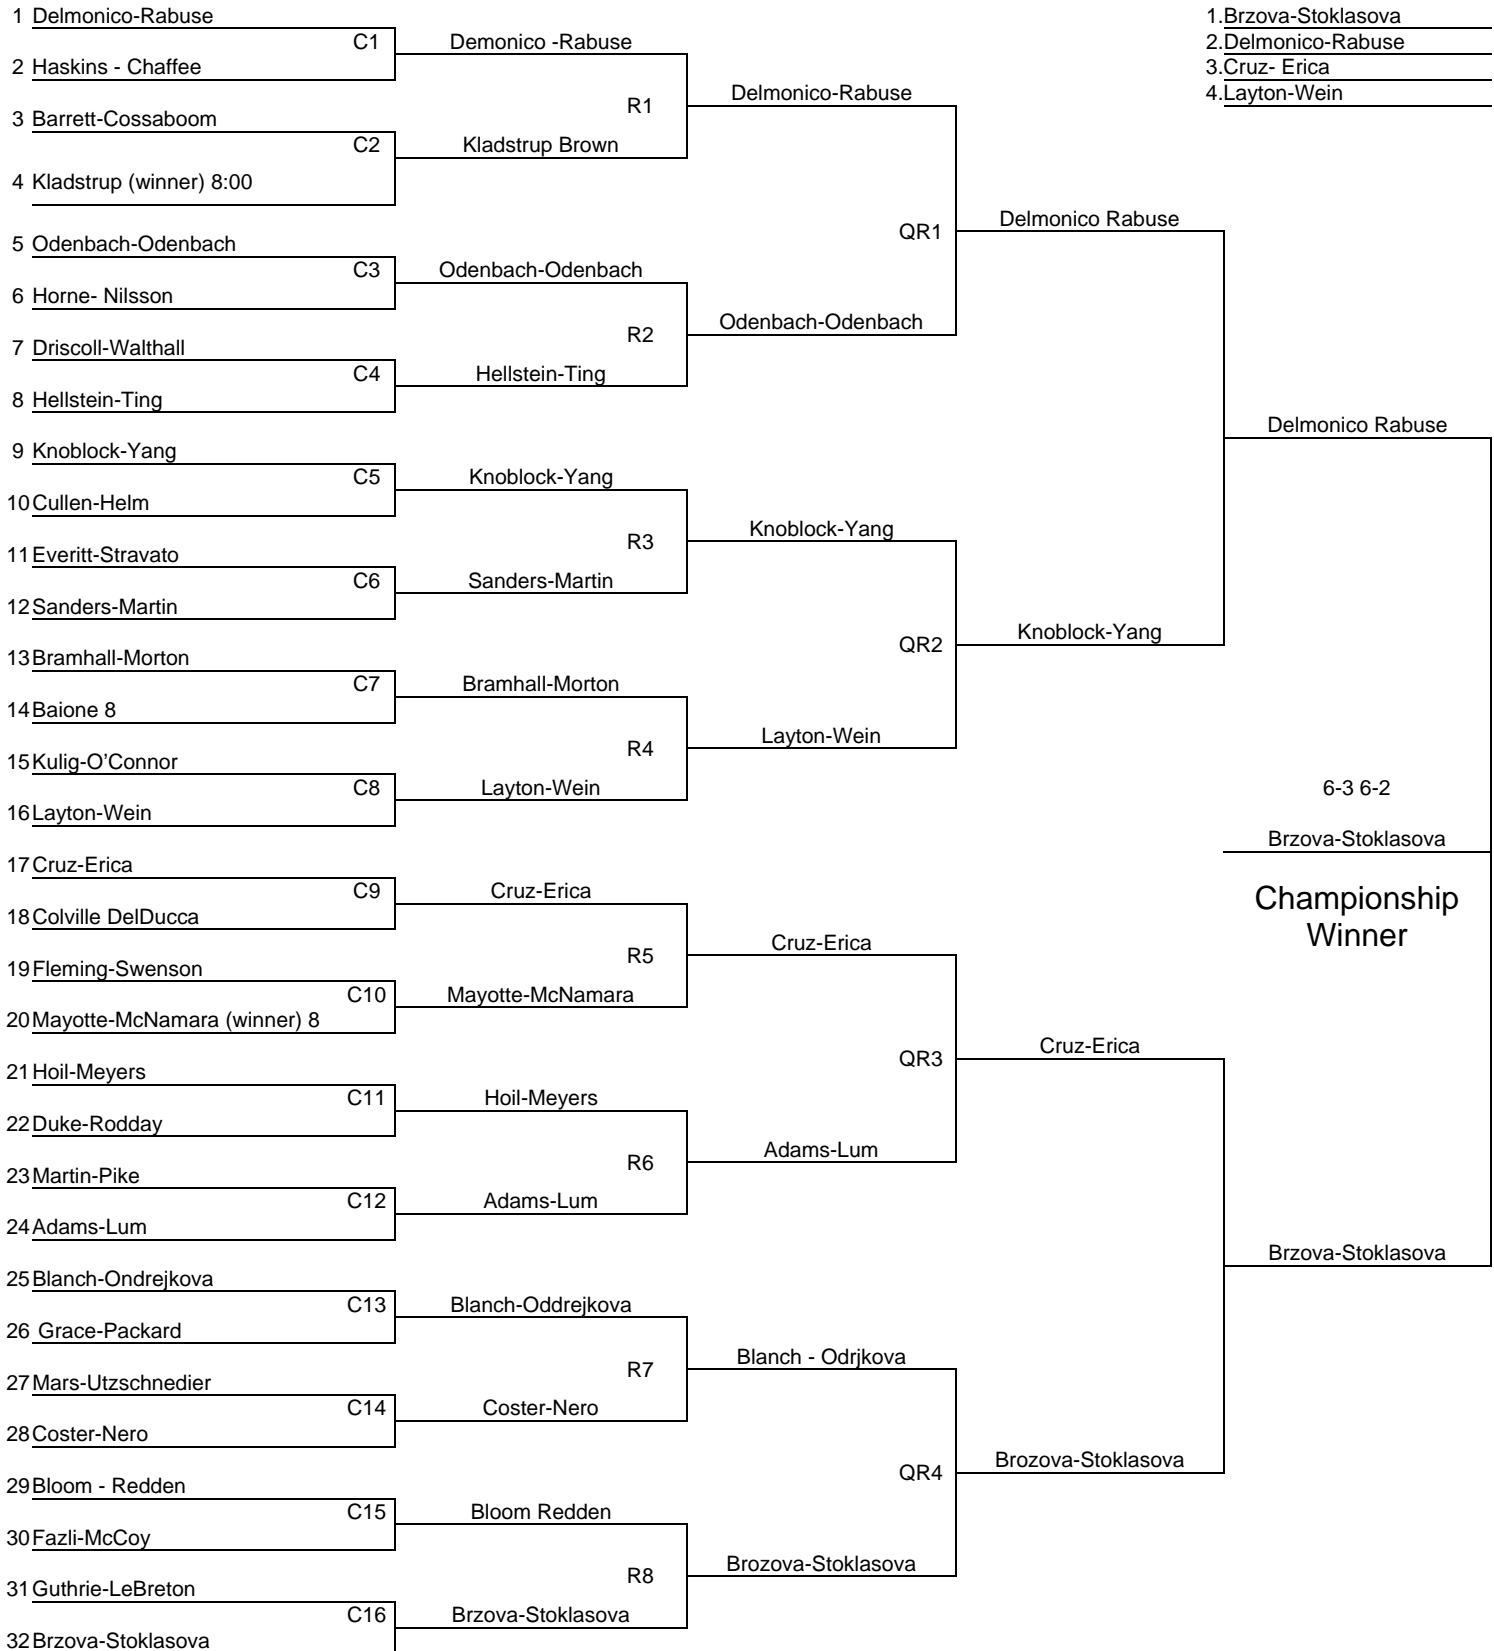 1 Delmonico-Rabuse
C1
2 Haskins - Chaffee
3 Barrett-Cossaboom
C2
4 Kladstrup (winner) 8:00
5 Odenbach-Odenbach
C3
6 Horne- Nilsson
7 Driscoll-Walthall
C4
8 Hellstein-Ting
9 Knoblock-Yang
C5
10 Cullen-Helm
11 Everitt-Stravato
C6
12 Sanders-Martin
13 Bramhall-Morton
C7
14 Baione 8
15 Kulig-O'Connor
C8
16 Layton-Wein
17 Cruz-Erica
C9
18 Colville DelDucca
19 Fleming-Swenson
C10
20 Mayotte-McNamara (winner) 8
21 Hoil-Meyers
C11
22 Duke-Rodday
23 Martin-Pike
C12
24 Adams-Lum
25 Blanch-Ondrejkova
C13
26 Grace-Packard
27 Mars-Utzschnedier
C14
28 Coster-Nero
29 Bloom - Redden
C15
30 Fazli-McCoy
31 Guthrie-LeBreton
C16
32 Brzova-Stoklasova
Demonico -Rabuse
R1
Kladstrup Brown
Odenbach-Odenbach
R2
Hellstein-Ting
Knoblock-Yang
R3
Sanders-Martin
Bramhall-Morton
R4
Layton-Wein
Cruz-Erica
R5
Mayotte-McNamara
Hoil-Meyers
R6
Adams-Lum
Blanch-Oddrejkova
R7
Coster-Nero
Bloom Redden
R8
Brzova-Stoklasova
Delmonico-Rabuse
QR1
Odenbach-Odenbach
Knoblock-Yang
QR2
Layton-Wein
Cruz-Erica
QR3
Adams-Lum
Blanch - Odrjkova
QR4
Brozova-Stoklasova
Delmonico Rabuse
Knoblock-Yang
Cruz-Erica
Brozova-Stoklasova
1.Brzova-Stoklasova
2.Delmonico-Rabuse
3.Cruz- Erica
4.Layton-Wein
Delmonico Rabuse
6-3 6-2
Brzova-Stoklasova
Championship
Winner
Brzova-Stoklasova